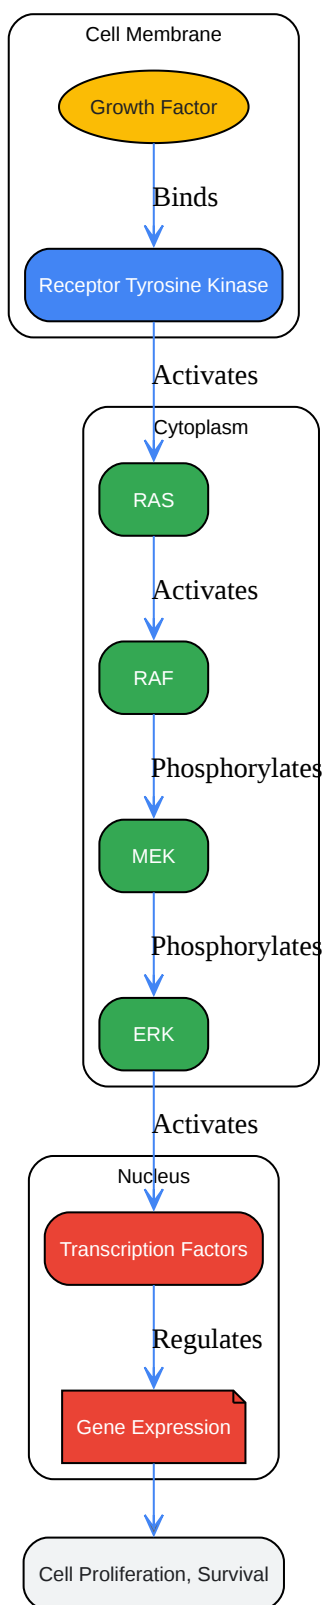 Cell Membrane
Growth Factor
Binds
Receptor Tyrosine Kinase
Activates
Cytoplasm
RAS
Activates
RAF
Phosphorylates
MEK
Phosphorylates
ERK
Activates
Nucleus
Transcription Factors
Regulates
Gene Expression
Cell Proliferation, Survival